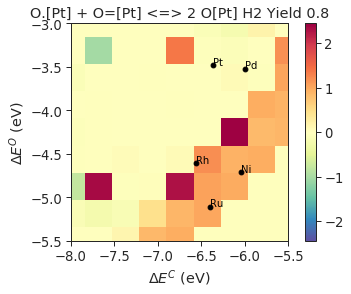 O.[Pt] + O=[Pt] <=> 2 O[Pt] H2 Yield 0.8
−3.0
−3.5
−4.0
−4.5
−5.0
−5.5
ΔE^O (eV)
Pt
Pd
Rh
Ni
Ru
−8.0 −7.5 −7.0 −6.5 −6.0 −5.5
ΔE^C (eV)
2
1
0
−1
−2